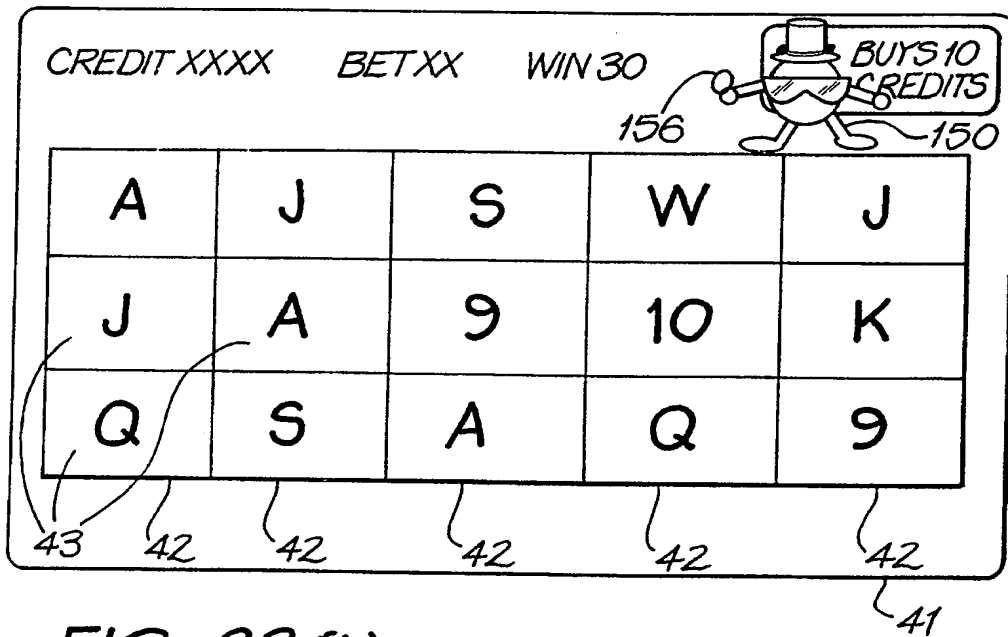 CREDIT XXXX BET XX WIN 30 BUYS 10
CREDITS
156 150
A J S W J
J A 9 10 K
Q S A Q 9
43 42 42 42 42 42
41